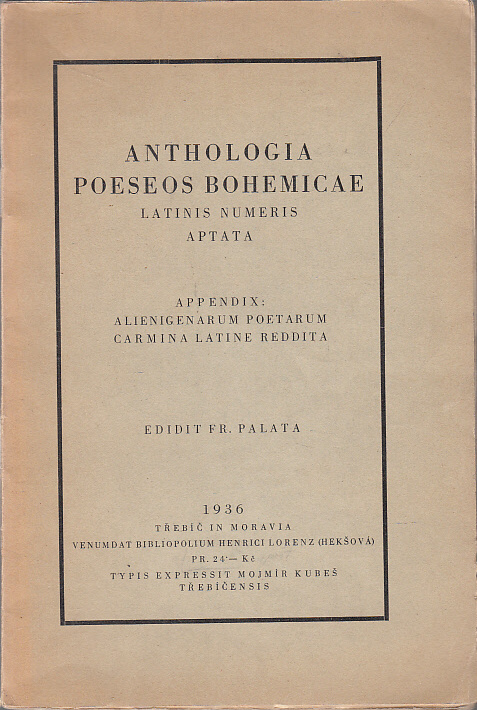 ANTHOLOGIA
POESEOS BOHEMICAE
LATINIS NUMERIS
APTATA
APPENDIX:
ALIENIGENARUM POETARUM
CARMINA LATINE REDDITA
EDIDIT FR. PALATA
1936
TŘEBÍČ IN MORAVIA
VENUMDAT BIBLIOPOLIUM HENRICI LORENZ (HEKŠOVÁ)
PR. 24·— Kč
TYPIS EXPRESSIT MOJMÍR KUBEŠ
TŘEBÍČENSIS